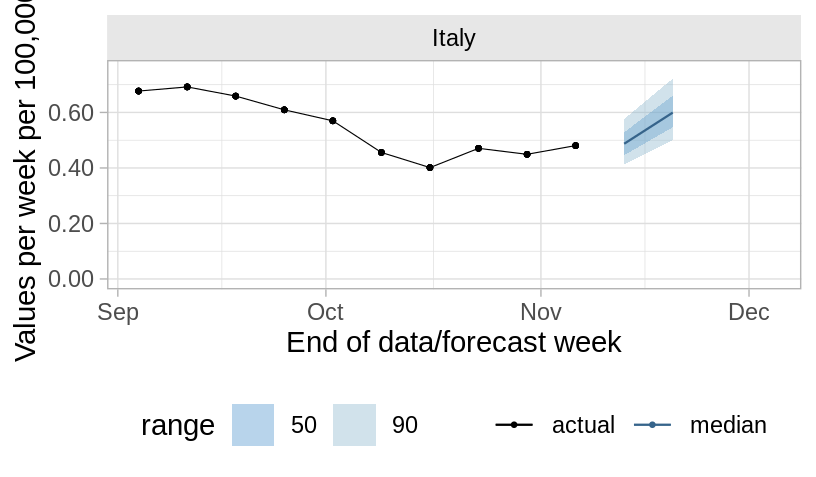 Italy
Values per week per 100,000
0.60
0.40
0.20
0.00
Sep Oct Nov Dec
End of data/forecast week
range 50 90 actual median